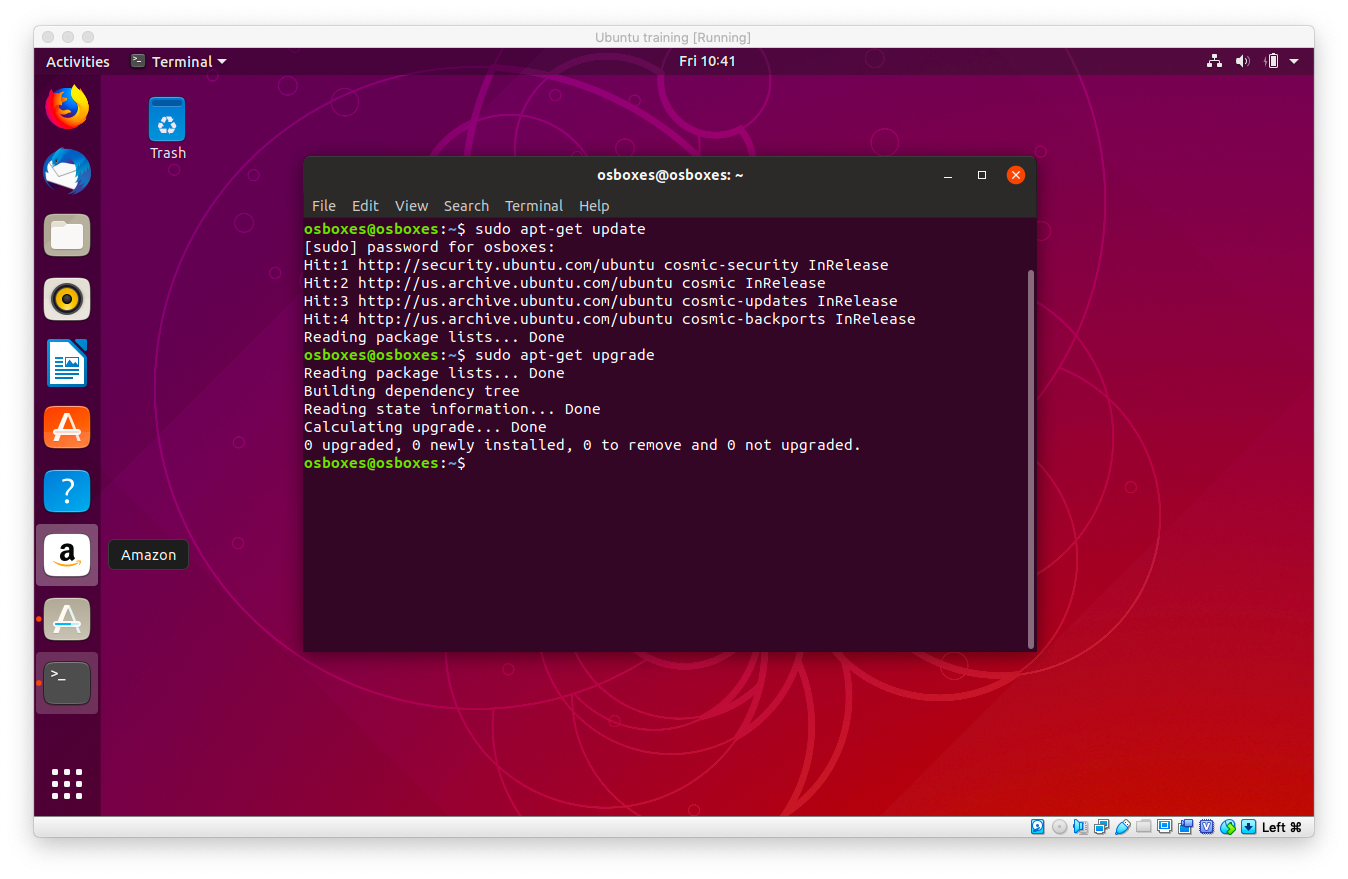 Ubuntu training [Running]
Activities Terminal Fri 10:41
Trash
osboxes@osboxes: ~
File Edit View Search Terminal Help
osboxes@osboxes:~$ sudo apt-get update
[sudo] password for osboxes:
Hit:1 http://security.ubuntu.com/ubuntu cosmic-security InRelease
Hit:2 http://us.archive.ubuntu.com/ubuntu cosmic InRelease
Hit:3 http://us.archive.ubuntu.com/ubuntu cosmic-updates InRelease
Hit:4 http://us.archive.ubuntu.com/ubuntu cosmic-backports InRelease
Reading package lists... Done
osboxes@osboxes:~$ sudo apt-get upgrade
Reading package lists... Done
Building dependency tree
Reading state information... Done
Calculating upgrade... Done
0 upgraded, 0 newly installed, 0 to remove and 0 not upgraded.
osboxes@osboxes:~$
?
a
Amazon
>_
Left ⌘